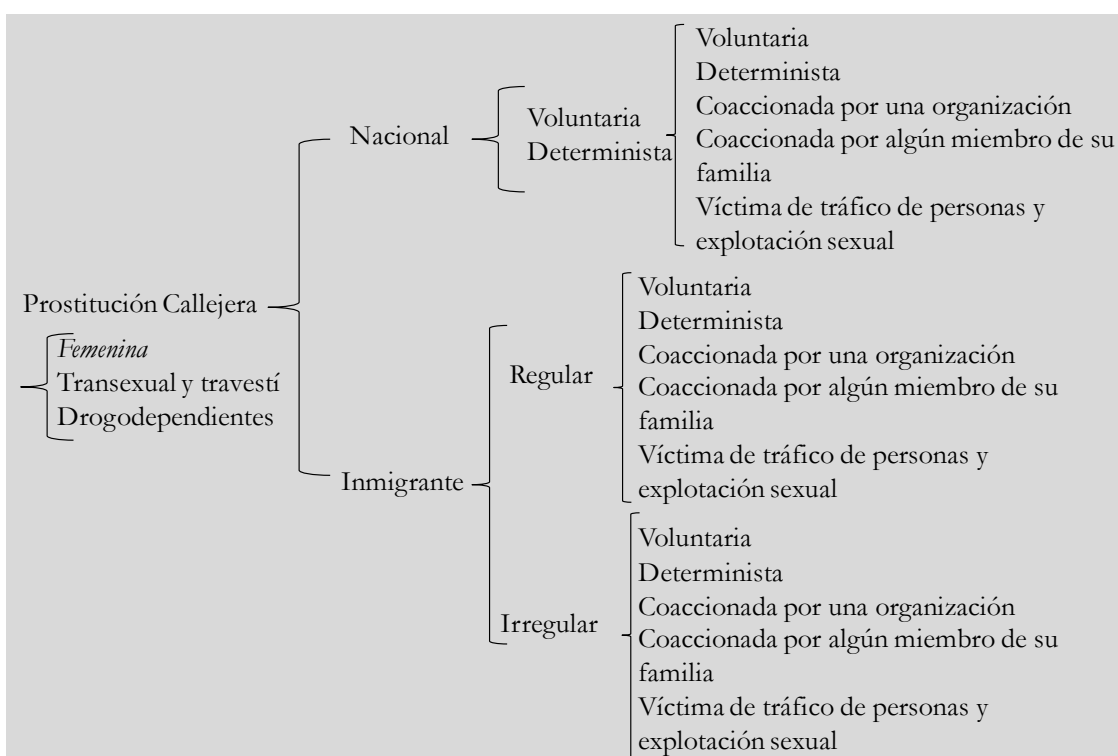 Prostitución Callejera
Femenina
Transexual y travestí
Drogodependientes
Nacional
Voluntaria
Determinista
Voluntaria
Determinista
Coaccionada por una organización
Coaccionada por algún miembro de su
familia
Víctima de tráfico de personas y
explotación sexual
Inmigrante
Regular
Voluntaria
Determinista
Coaccionada por una organización
Coaccionada por algún miembro de su
familia
Víctima de tráfico de personas y
explotación sexual
Irregular
Voluntaria
Determinista
Coaccionada por una organización
Coaccionada por algún miembro de su
familia
Víctima de tráfico de personas y
explotación sexual